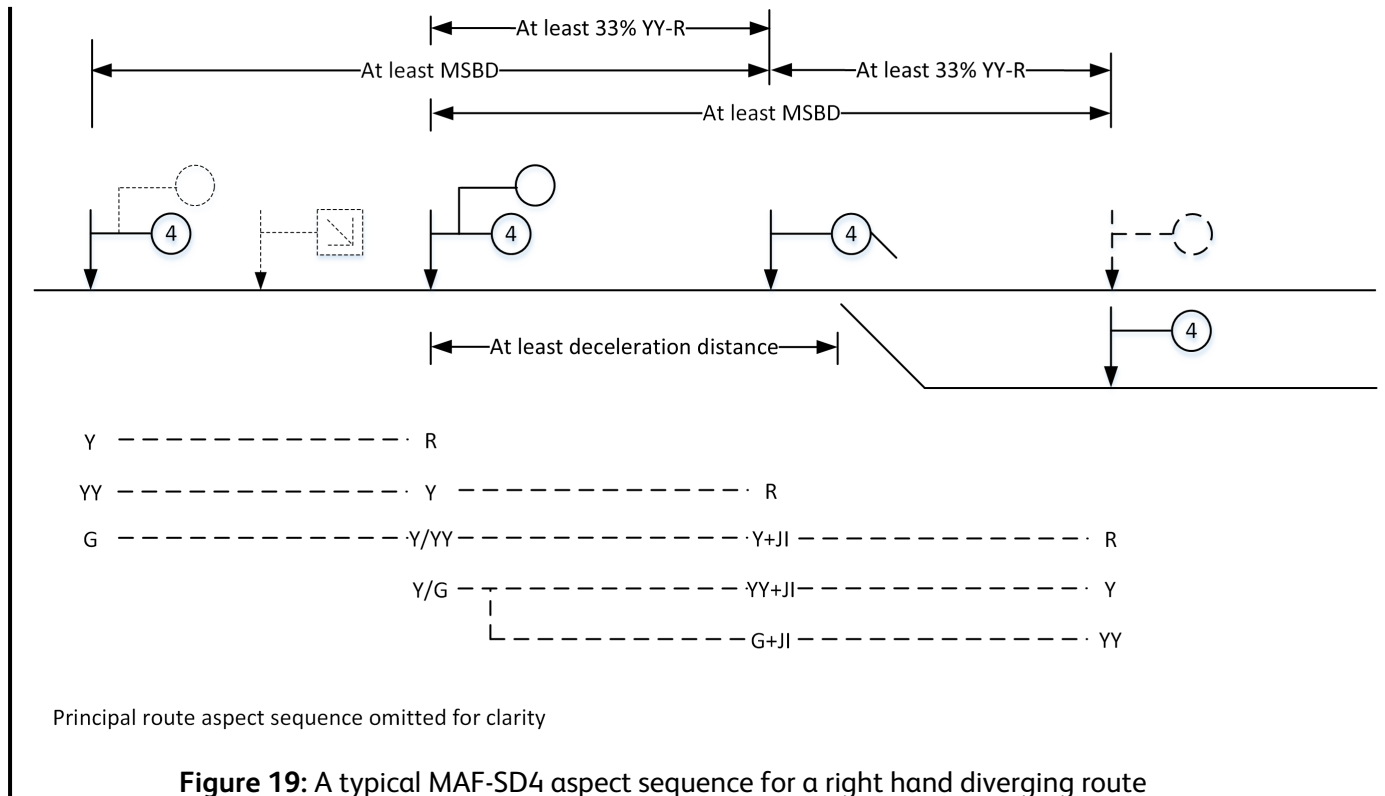 At least 33% YY-R
At least MSBD
At least 33% YY-R
At least MSBD
4
4
4
At least deceleration distance
4
Y R
YY Y R
G Y/YY Y+JI R
Y/G YY+JI Y
G+JI YY
Principal route aspect sequence omitted for clarity
Figure 19: A typical MAF-SD4 aspect sequence for a right hand diverging route